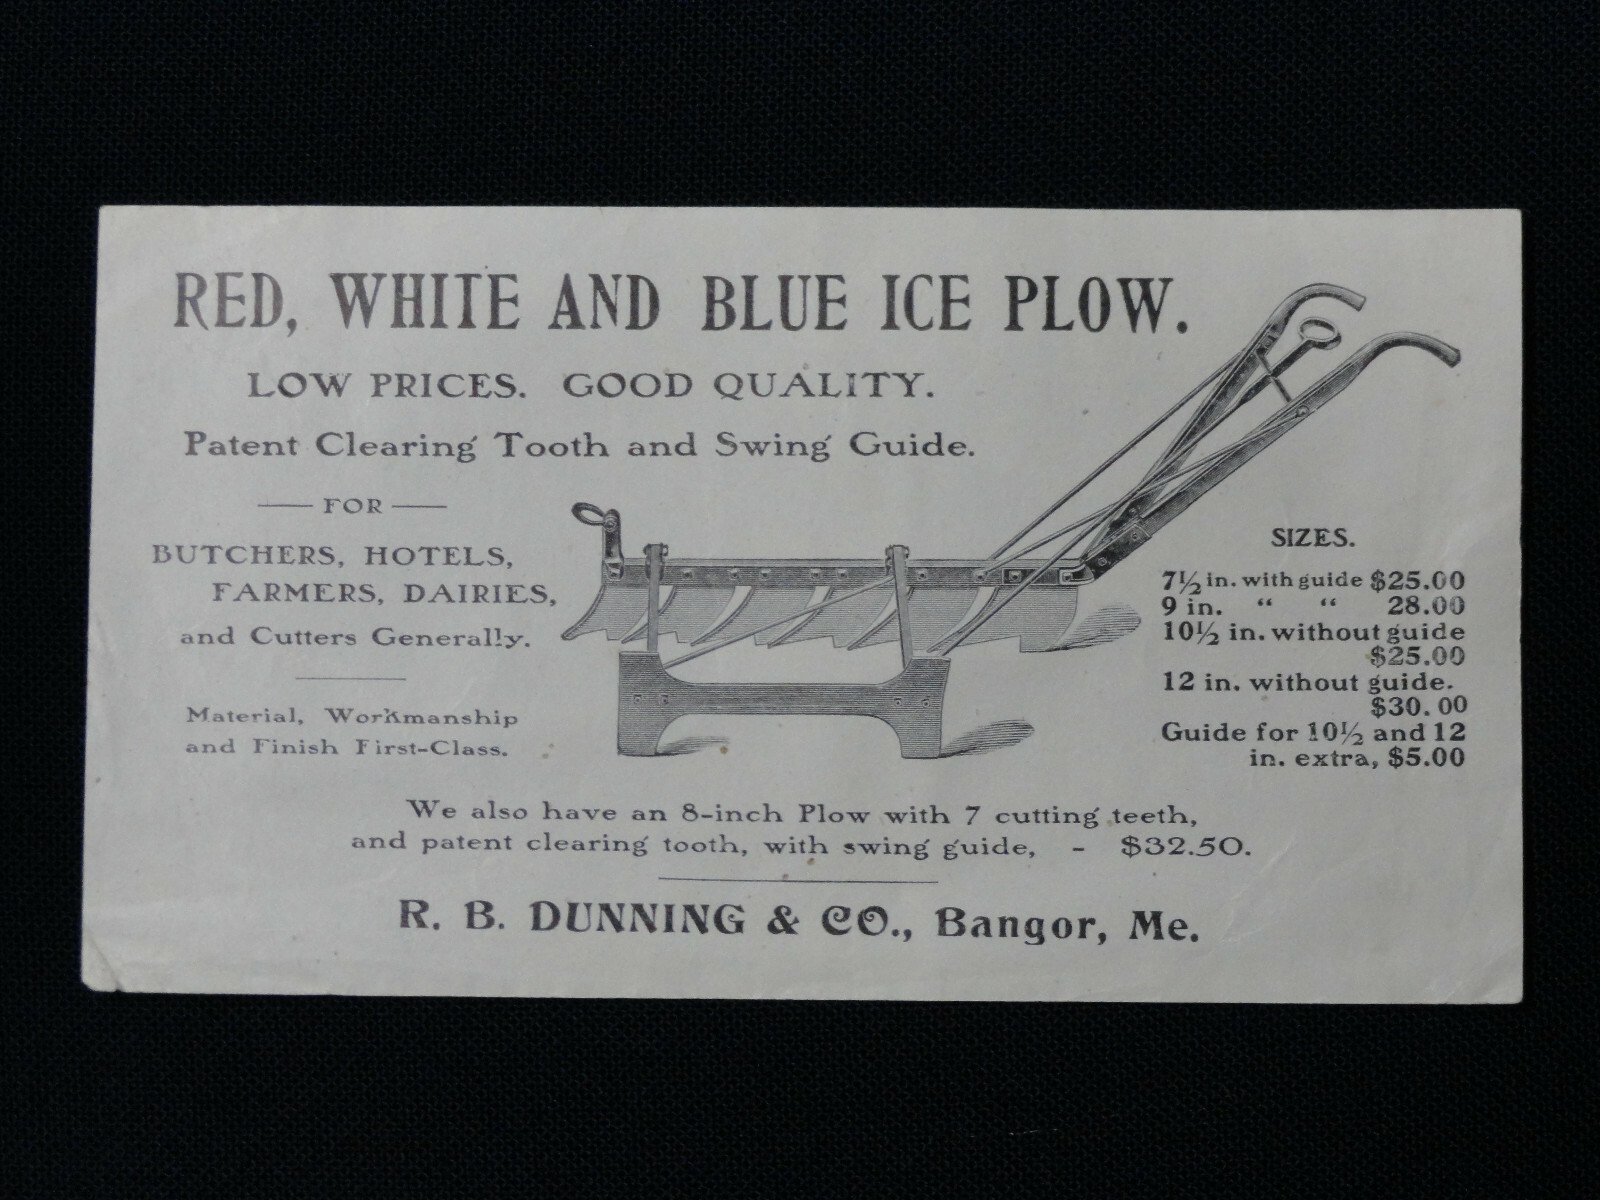 RED, WHITE AND BLUE ICE PLOW.
LOW PRICES. GOOD QUALITY.
Patent Clearing Tooth and Swing Guide.
FOR
BUTCHERS, HOTELS,
FARMERS, DAIRIES,
and Cutters Generally.
Material, Workmanship
and Finish First-Class.
SIZES.
7½ in. with guide $25.00
9 in. “ “ 28.00
10½ in. without guide
$25.00
12 in. without guide.
$30.00
Guide for 10½ and 12
in. extra, $5.00
We also have an 8-inch Plow with 7 cutting teeth,
and patent clearing tooth, with swing guide, - $32.50.
R. B. DUNNING & CO., Bangor, Me.